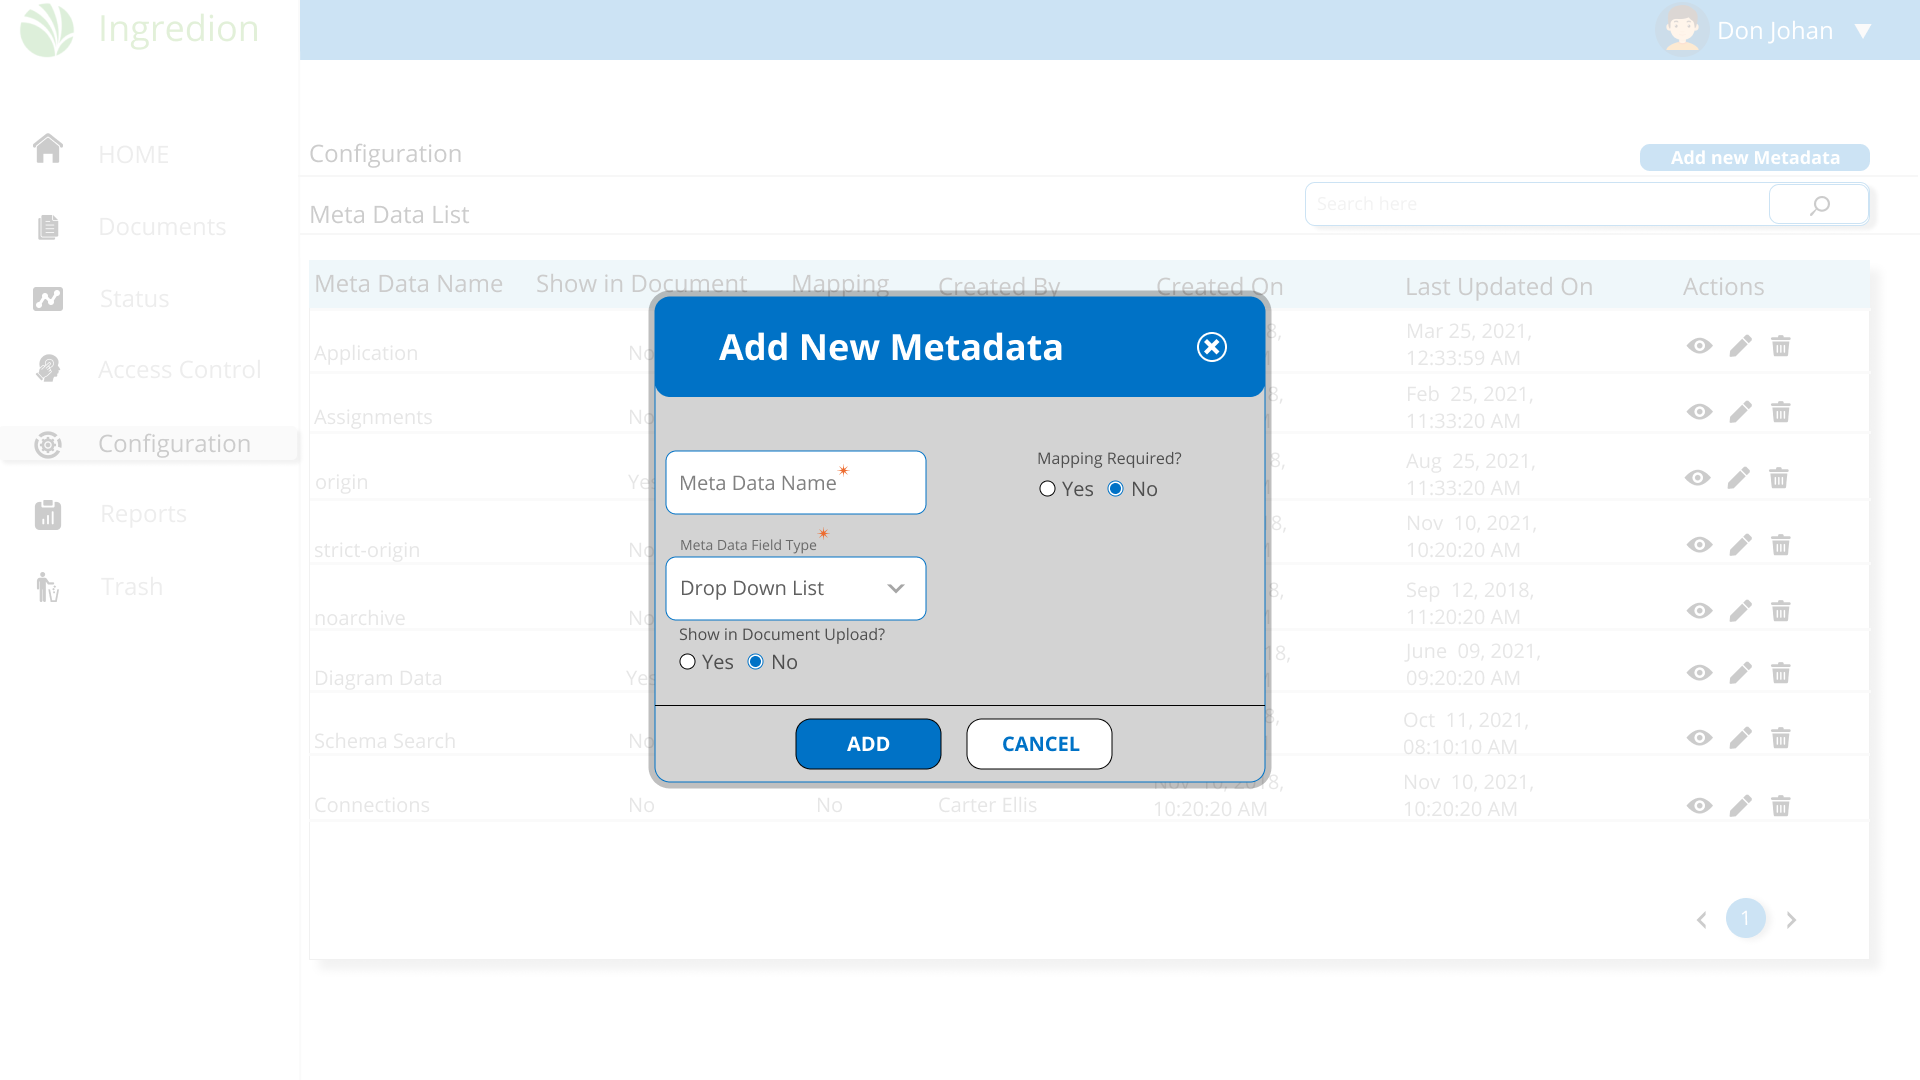 Ingredion
Don Johan
HOME
Documents
Status
Access Control
Configuration
Reports
Trash
Configuration
Add new Metadata
Meta Data List
Search here
Meta Data Name Show in Document Mapping Created By Created On Last Updated On Actions
Application No 8, Mar 25, 2021,
12:33:59 AM
Assignments No 8, Feb 25, 2021,
11:33:20 AM
origin Yes 8, Aug 25, 2021,
11:33:20 AM
strict-origin No 8, Nov 10, 2021,
10:20:20 AM
noarchive No 8, Sep 12, 2018,
11:20:20 AM
Diagram Data Yes 18, June 09, 2021,
09:20:20 AM
Schema Search No 8, Oct 11, 2021,
08:10:10 AM
Connections No No Carter Ellis Nov 10, 2018, Nov 10, 2021,
10:20:20 AM 10:20:20 AM
1
Add New Metadata
Meta Data Name*
Mapping Required?
Yes No
Meta Data Field Type*
Drop Down List
Show in Document Upload?
Yes No
ADD CANCEL